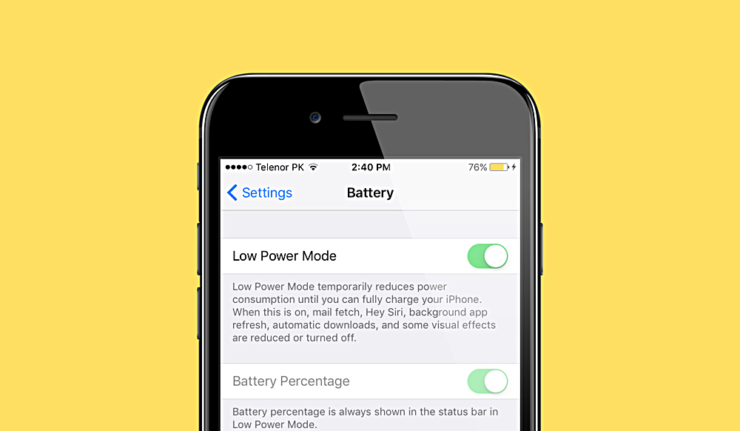 Telenor PK 2:40 PM 76%
Settings Battery
Low Power Mode
Low Power Mode temporarily reduces power
consumption until you can fully charge your iPhone.
When this is on, mail fetch, Hey Siri, background app
refresh, automatic downloads, and some visual effects
are reduced or turned off.
Battery Percentage
Battery percentage is always shown in the status bar in
Low Power Mode.